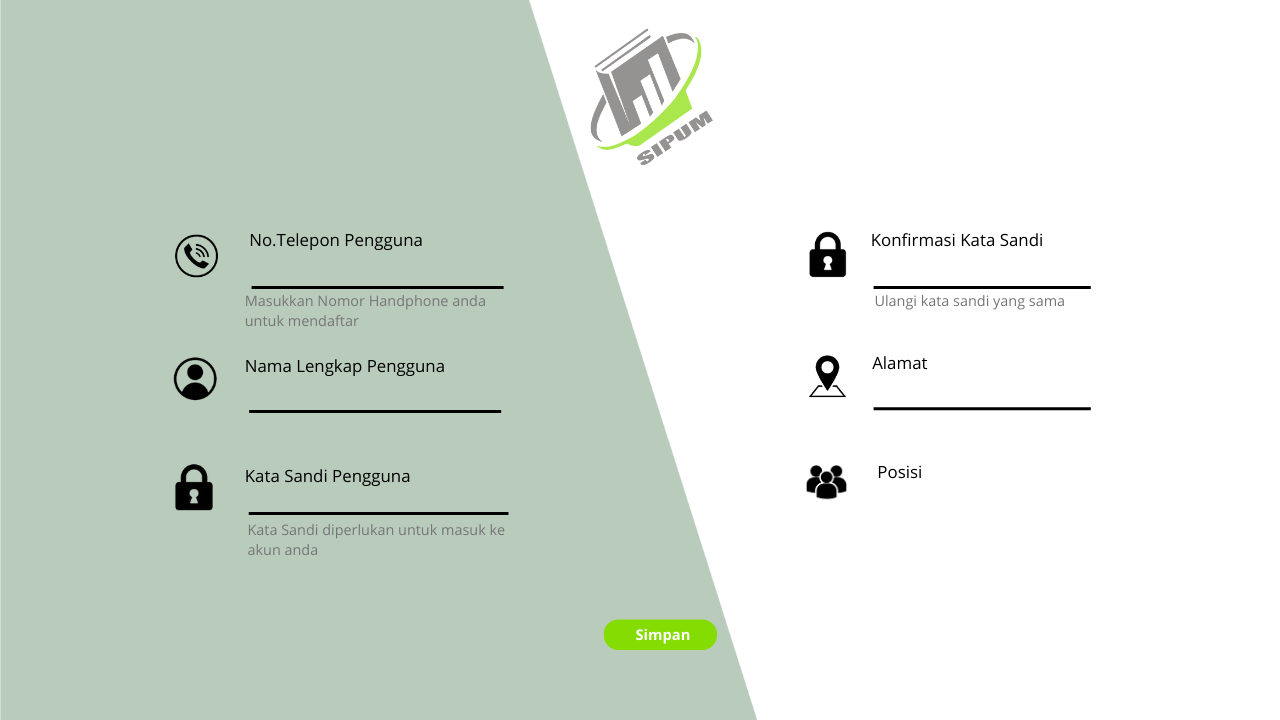 SIPUM
No.Telepon Pengguna
Masukkan Nomor Handphone anda
untuk mendaftar
Nama Lengkap Pengguna
Kata Sandi Pengguna
Kata Sandi diperlukan untuk masuk ke
akun anda
Konfirmasi Kata Sandi
Ulangi kata sandi yang sama
Alamat
Posisi
Simpan